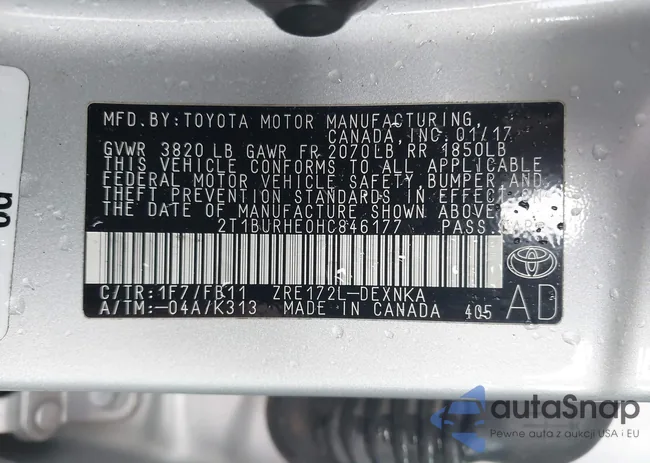 MFD. BY: TOYOTA MOTOR MANUFACTURING,
CANADA, INC. 01/17
GVWR 3820 LB GAWR FR 2070LB RR 1850LB
THIS VEHICLE CONFORMS TO ALL APPLICABLE
FEDERAL MOTOR VEHICLE SAFETY, BUMPER AND
THEFT PREVENTION STANDARDS IN EFFECT ON
THE DATE OF MANUFACTURE SHOWN ABOVE.
2T1BURHE0HC846177 PASS. CAR
C/TR: 1F7/FB11 ZRE172L-DEXNKA
A/TM: -04A/K313 MADE IN CANADA 405 AD
autoSnap
Pewne auta z aukcji USA i EU